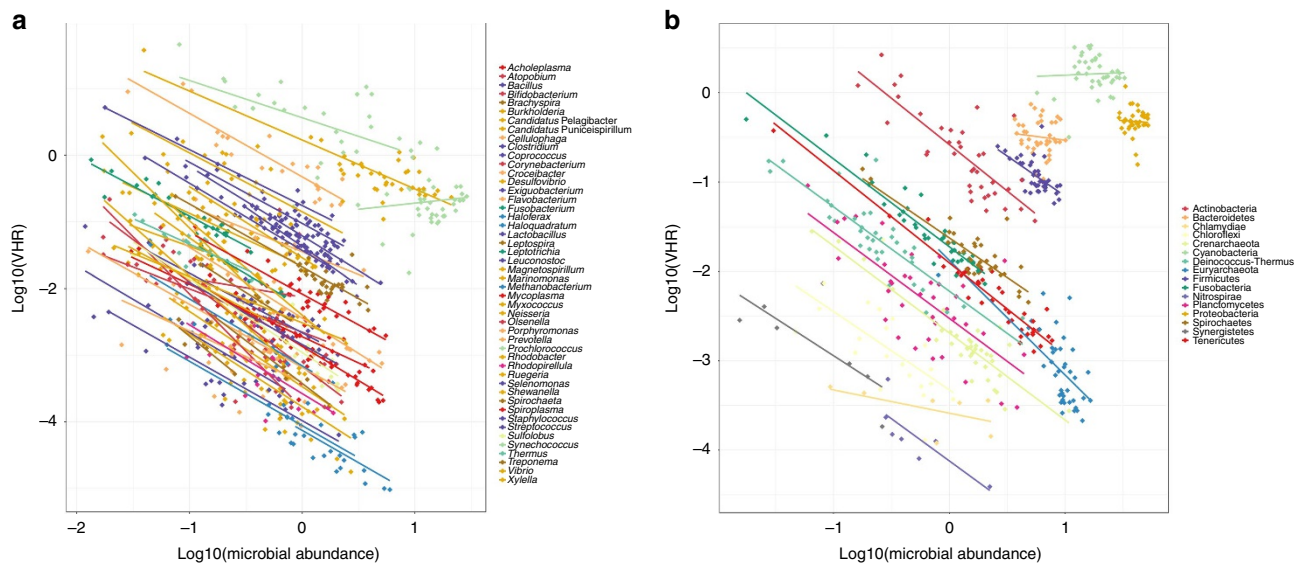 a
Log10(VHR)
0
−2
−4
−2
−1
0
1
Log10(microbial abundance)
Acholeplasma
Atopobium
Bacillus
Bifidobacterium
Brachyspira
Burkholderia
Candidatus Pelagibacter
Candidatus Puniceispirillum
Cellulophaga
Clostridium
Coprococcus
Corynebacterium
Croceibacter
Desulfovibrio
Exiguobacterium
Flavobacterium
Fusobacterium
Haloferax
Haloquadratum
Lactobacillus
Leptospira
Leptotrichia
Leuconostoc
Magnetospirillum
Marinomonas
Methanobacterium
Mycoplasma
Myxococcus
Neisseria
Olsenella
Porphyromonas
Prevotella
Prochlorococcus
Rhodobacter
Rhodopirellula
Ruegeria
Selenomonas
Shewanella
Spirochaeta
Spiroplasma
Staphylococcus
Streptococcus
Sulfolobus
Synechococcus
Thermus
Treponema
Vibrio
Xylella
b
Log10(VHR)
0
−1
−2
−3
−4
−1
0
1
Log10(microbial abundance)
Actinobacteria
Bacteroidetes
Chlamydiae
Chloroflexi
Crenarchaeota
Cyanobacteria
Deinococcus-Thermus
Euryarchaeota
Firmicutes
Fusobacteria
Nitrospirae
Planctomycetes
Proteobacteria
Spirochaetes
Synergistetes
Tenericutes